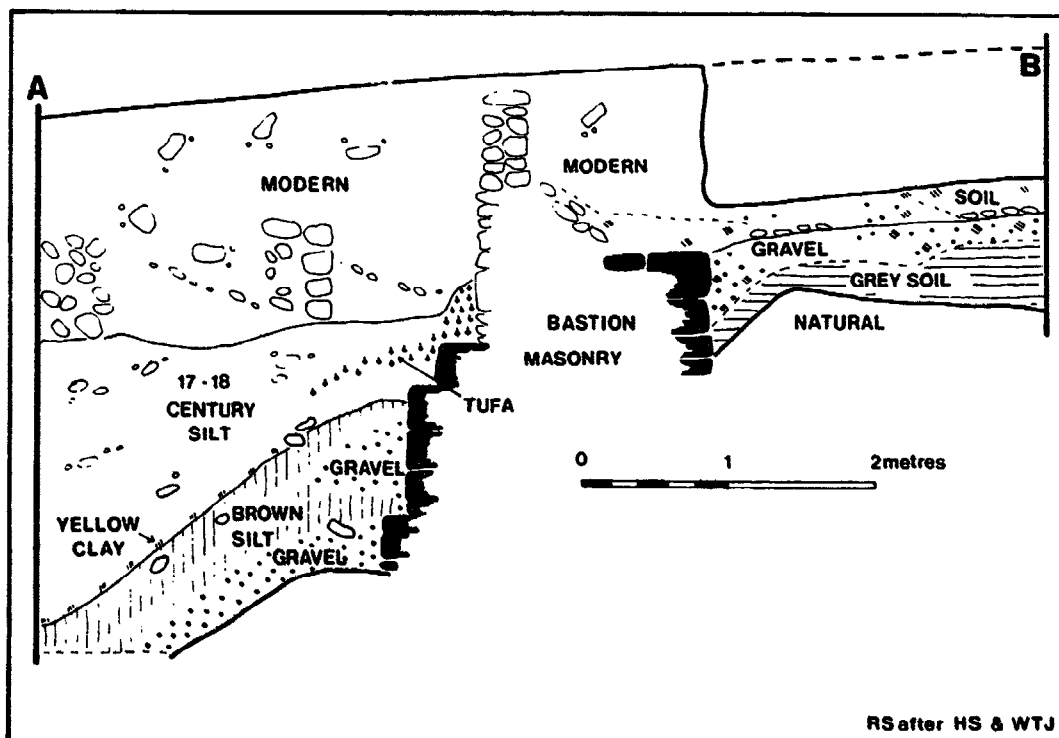 A
B
MODERN
MODERN
SOIL
GRAVEL
GREY SOIL
NATURAL
BASTION
MASONRY
17-18
CENTURY
SILT
TUFA
0 1 2metres
GRAVEL
YELLOW
CLAY
BROWN
SILT
GRAVEL
RS after HS & WTJ